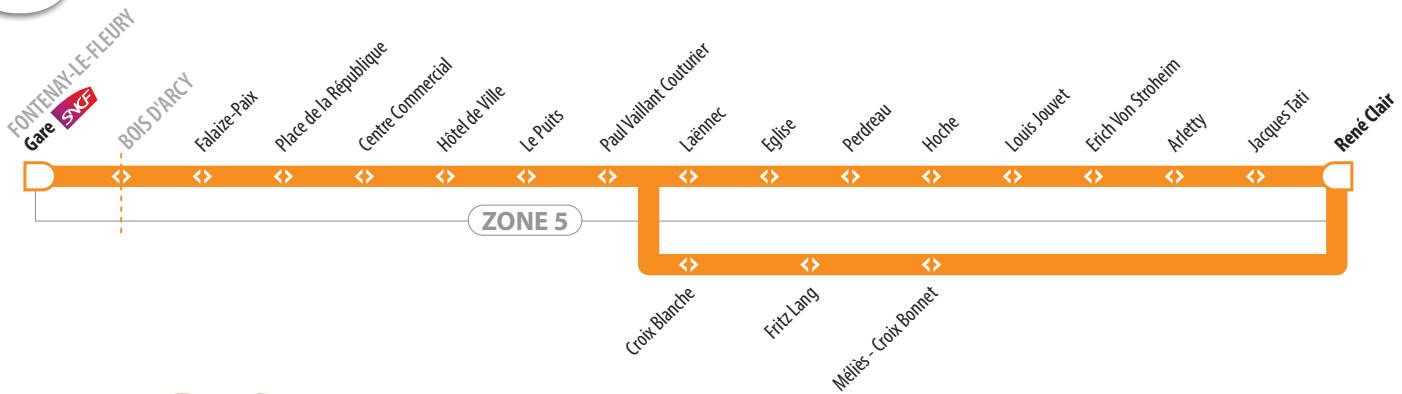 FONTENAY-LE-FLEURY
Gare SNCF
BOIS D'ARCY
Falaize-Paix
Place de la République
Centre Commercial
Hôtel de Ville
Le Puits
Paul Vaillant Couturier
Laënnec
Eglise
Perdreau
Hoche
Louis Jouvet
Erich Von Stroheim
Arletty
Jacques Tati
René Clair
ZONE 5
Croix Blanche
Fritz Lang
Méliès - Croix Bonnet